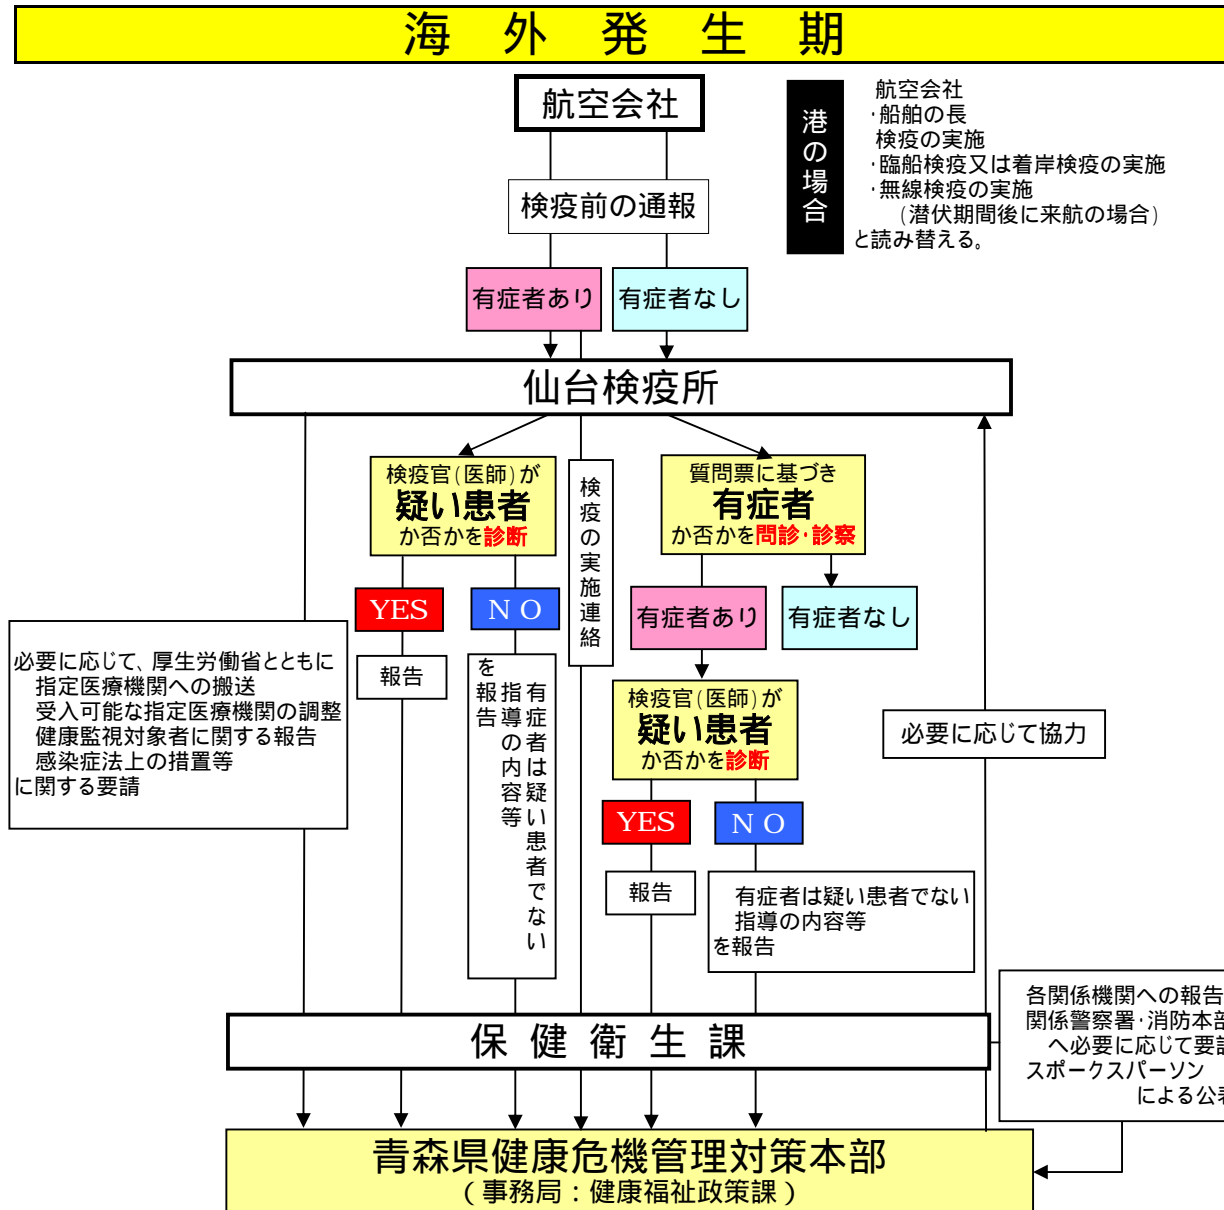 海外発生期
航空会社
港の場合
航空会社
・船舶の長
検疫の実施
・臨船検疫又は着岸検疫の実施
・無線検疫の実施
(潜伏期間後に来航の場合)
と読み替える。
検疫前の通報
有症者あり
有症者なし
仙台検疫所
検疫官(医師)が
疑い患者
か否かを診断
検疫の実施連絡
質問票に基づき
有症者
か否かを問診・診察
YES
NO
有症者あり
有症者なし
必要に応じて、厚生労働省とともに
指定医療機関への搬送
受入可能な指定医療機関の調整
健康監視対象者に関する報告
感染症法上の措置等
に関する要請
報告
有症者は疑い患者でない
指導の内容等
を報告
検疫官(医師)が
疑い患者
か否かを診断
必要に応じて協力
YES
NO
報告
有症者は疑い患者でない
指導の内容等
を報告
各関係機関への報告
関係警察署・消防本部
へ必要に応じて要請
スポークスパーソン
による公表
保健衛生課
青森県健康危機管理対策本部
(事務局:健康福祉政策課)